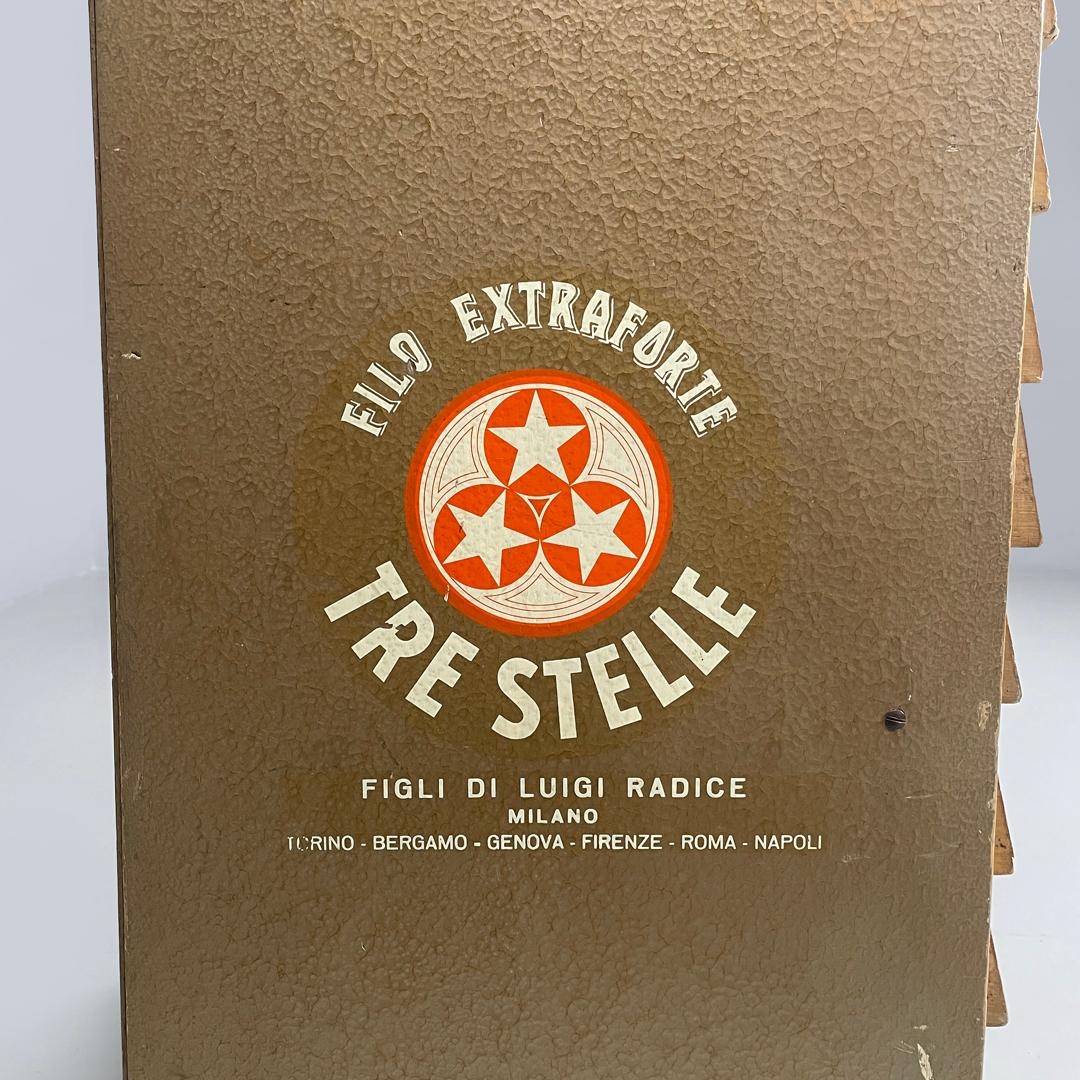 FILO EXTRAFORTE
TRE STELLE
FIGLI DI LUIGI RADICE
MILANO
TORINO - BERGAMO - GENOVA - FIRENZE - ROMA - NAPOLI